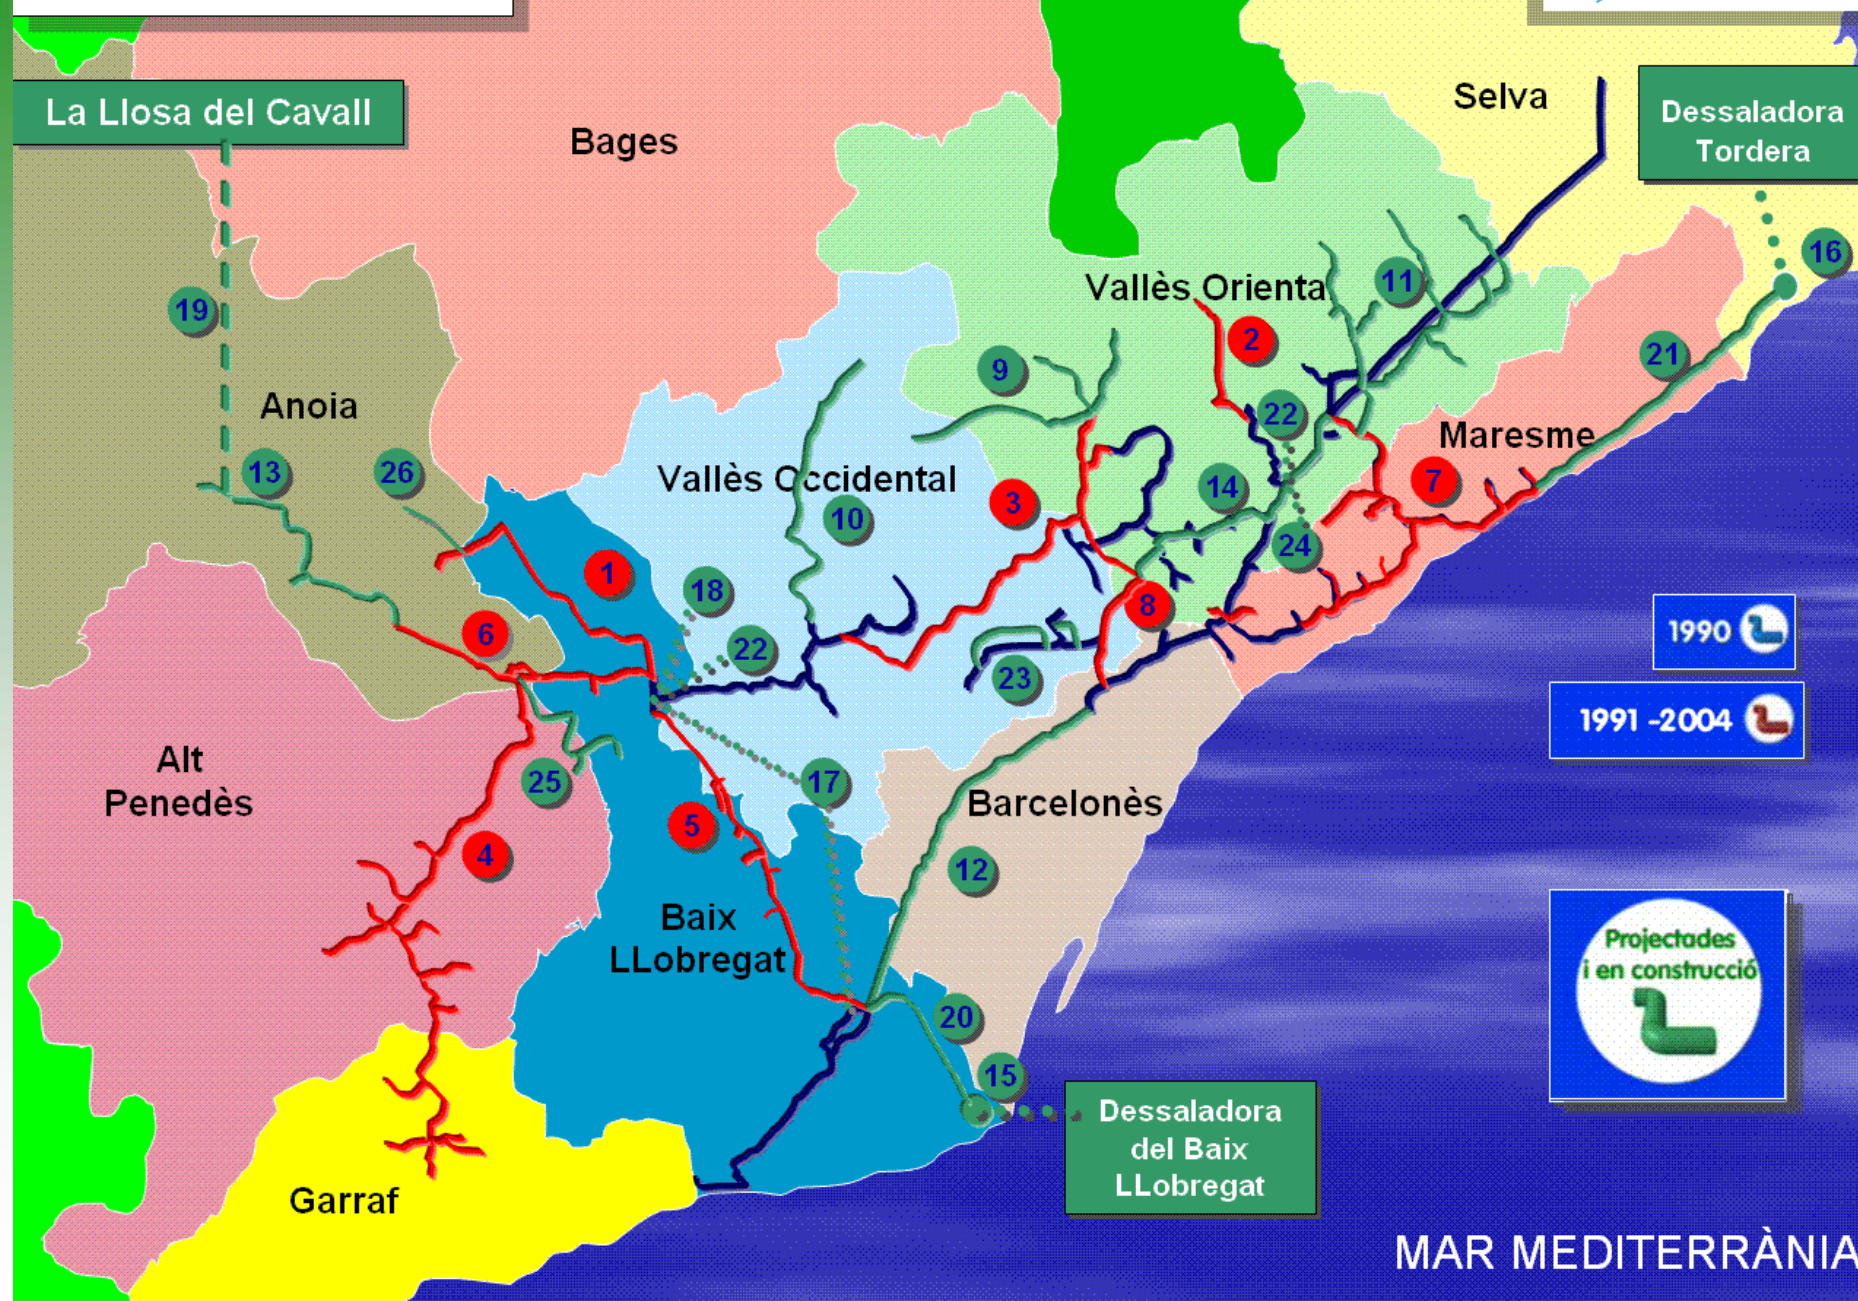 La Llosa del Cavall
Bages
Selva
Dessaladora
Tordera
16
19
Vallès Orienta
11
2
21
9
Anoia
22
Maresme
13
26
Vallès Occidental
14
7
3
10
24
1
18
8
6
22
23
1990
1991 -2004
Alt
Penedès
25
17
Barcelonès
5
4
12
Baix
LLobregat
Projectades
i en construcció
20
15
Dessaladora
del Baix
LLobregat
Garraf
MAR MEDITERRÀNIA